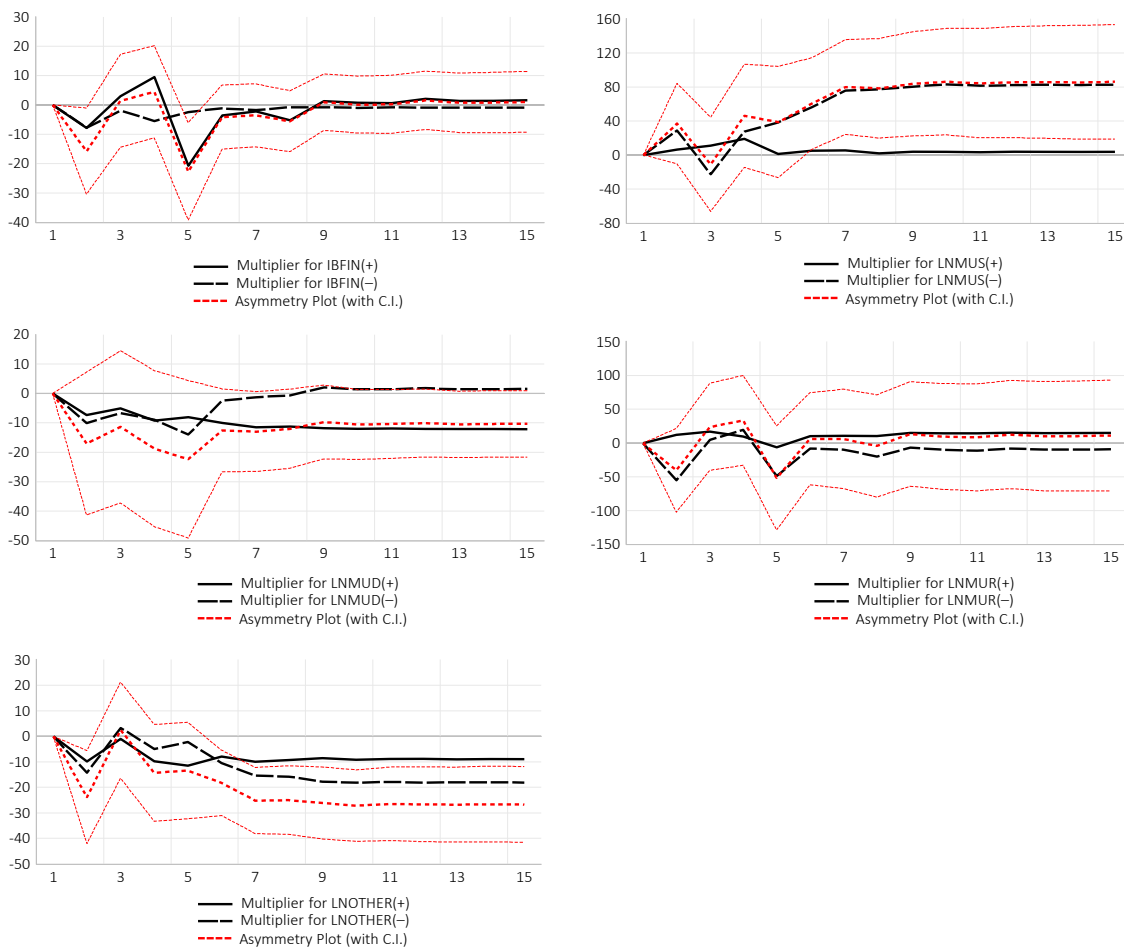 30
20
10
0
-10
-20
-30
-40
1 3 5 7 9 11 13 15
Multiplier for IBFIN(+)
Multiplier for IBFIN(–)
Asymmetry Plot (with C.I.)
160
120
80
40
0
-40
-80
1 3 5 7 9 11 13 15
Multiplier for LNMUS(+)
Multiplier for LNMUS(–)
Asymmetry Plot (with C.I.)
20
10
0
-10
-20
-30
-40
-50
1 3 5 7 9 11 13 15
Multiplier for LNMUD(+)
Multiplier for LNMUD(–)
Asymmetry Plot (with C.I.)
150
100
50
0
-50
-100
-150
1 3 5 7 9 11 13 15
Multiplier for LNMUR(+)
Multiplier for LNMUR(–)
Asymmetry Plot (with C.I.)
30
20
10
0
-10
-20
-30
-40
-50
1 3 5 7 9 11 13 15
Multiplier for LNOTHER(+)
Multiplier for LNOTHER(–)
Asymmetry Plot (with C.I.)